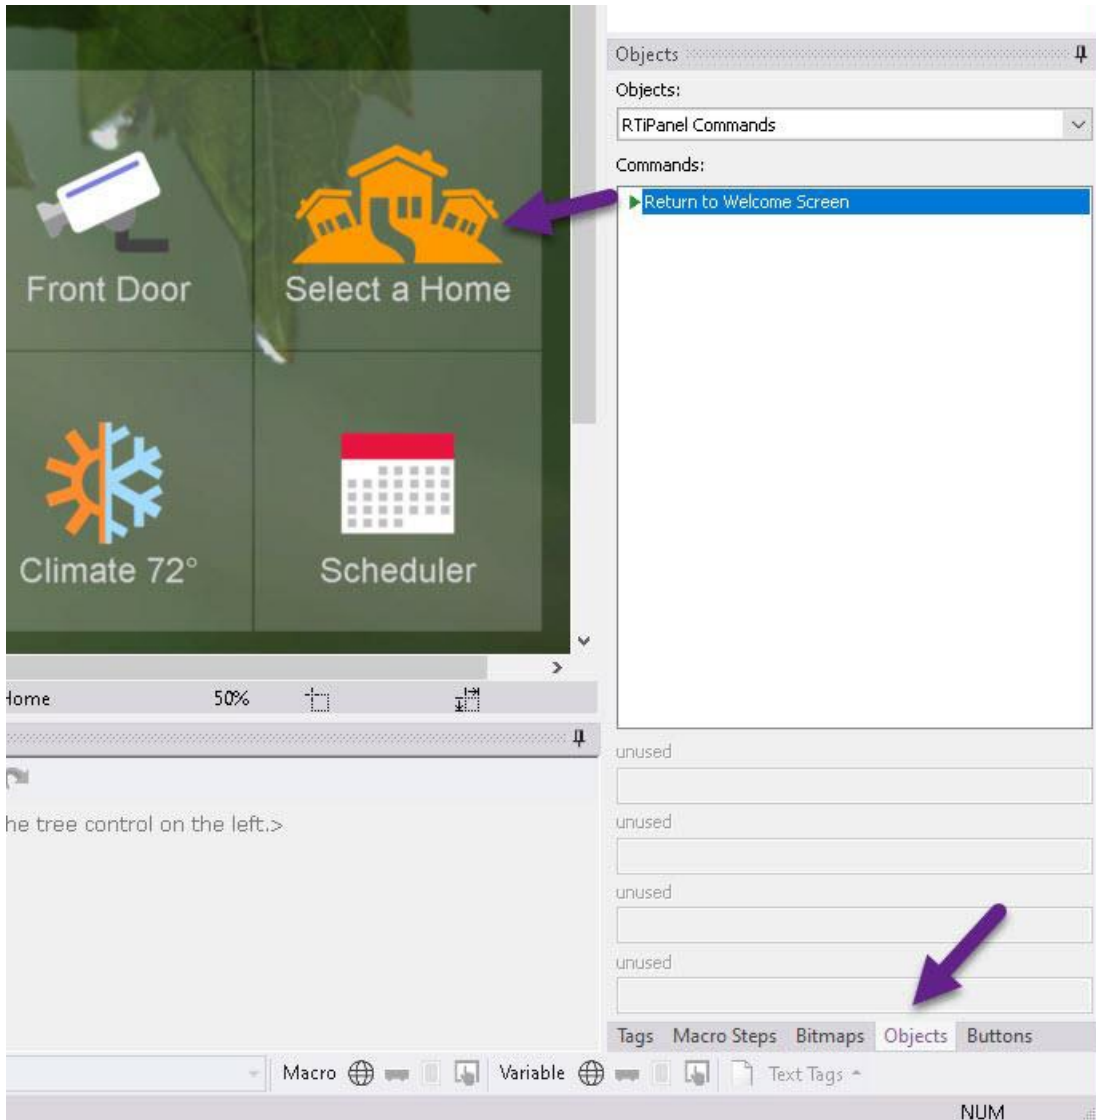 Objects
Objects:
RTiPanel Commands
Commands:
Return to Welcome Screen
Front Door
Select a Home
Climate 72°
Scheduler
Home
50%
he tree control on the left.>
unused
unused
unused
unused
Tags Macro Steps Bitmaps Objects Buttons
Macro Variable Text Tags
NUM